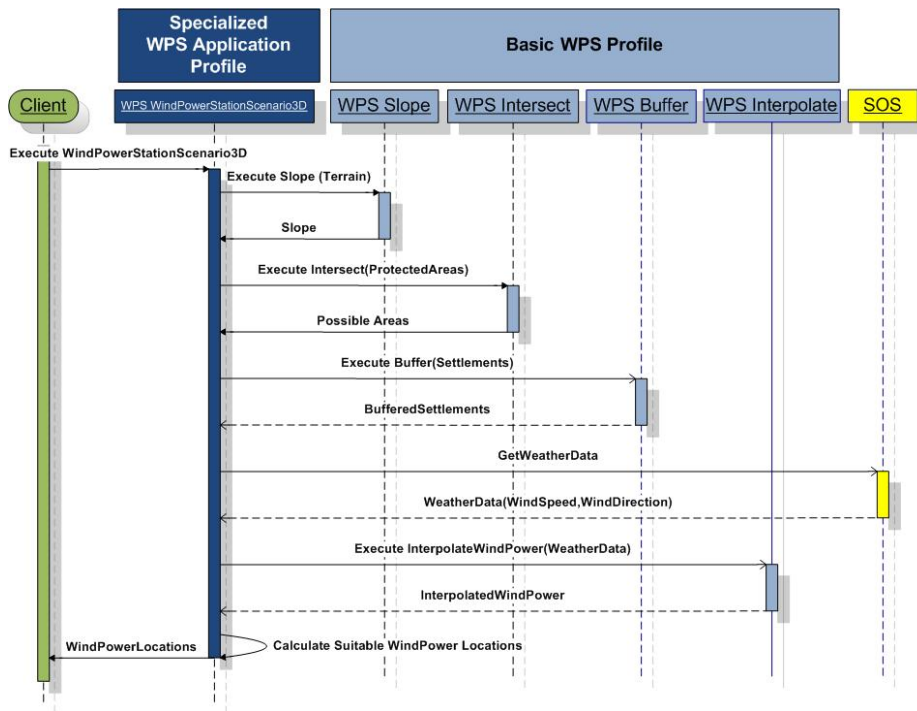 Specialized
WPS Application
Profile
Basic WPS Profile
Client
WPS WindPowerStationScenario3D
WPS Slope
WPS Intersect
WPS Buffer
WPS Interpolate
SOS
Execute WindPowerStationScenario3D
Execute Slope (Terrain)
Slope
Execute Intersect(ProtectedAreas)
Possible Areas
Execute Buffer(Settlements)
BufferedSettlements
GetWeatherData
WeatherData(WindSpeed,WindDirection)
Execute InterpolateWindPower(WeatherData)
InterpolatedWindPower
WindPowerLocations
Calculate Suitable WindPower Locations